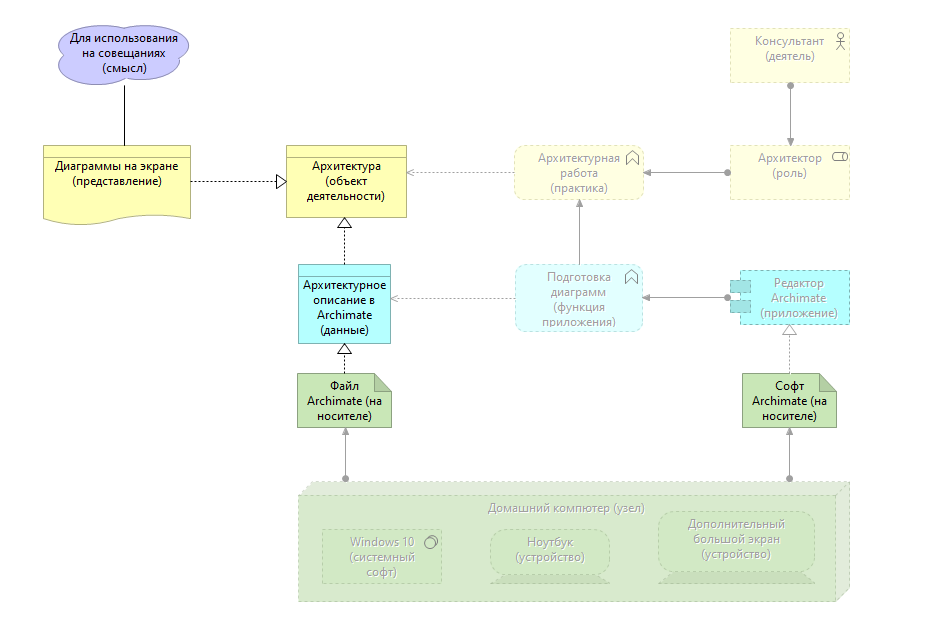 Для использования
на совещаниях
(смысл)
Консультант
(деятель)
Диаграммы на экране
(представление)
Архитектура
(объект
деятельности)
Архитектурная
работа
(практика)
Архитектор
(роль)
Архитектурное
описание в
Archimate
(данные)
Подготовка
диаграмм
(функция
приложения)
Редактор
Archimate
(приложение)
Файл
Archimate (на
носителе)
Софт
Archimate (на
носителе)
Домашний компютер (узел)
Windows 10
(системный
софт)
Ноутбук
(устройство)
Дополнительный
большой экран
(устройство)